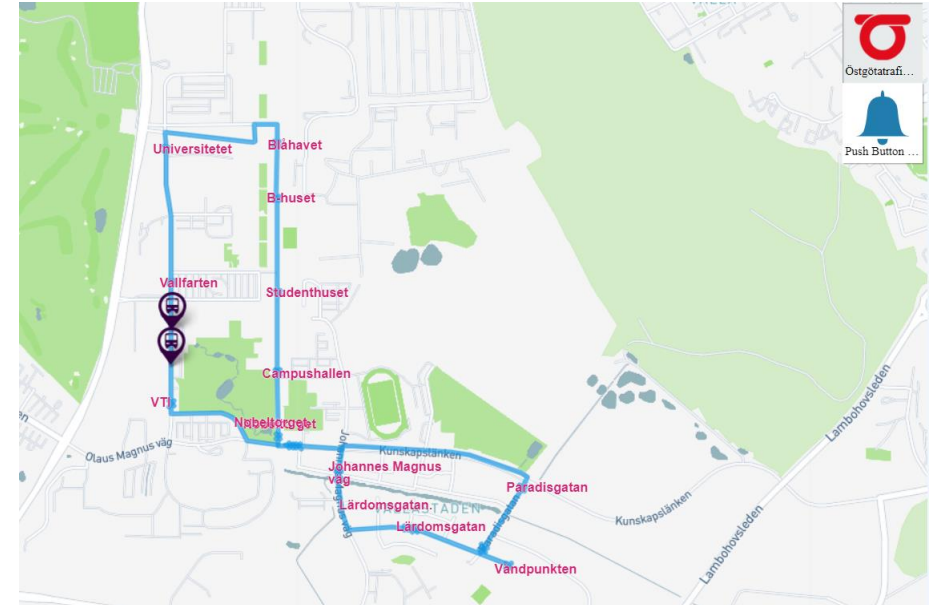 Östgötatrafi...
Push Button ...
Universitetet
Blåhavet
B-huset
Vallfarten
Studenthuset
Campushallen
VTI
Nobeltorget
Olaus Magnus väg
Kunskapslänken
Johannes Magnus
väg
Paradisgatan
Lärdomsgatan
Lärdomsgatan
Paradisgatan
Kunskapslänken
Vändpunkten
Lambohovsleden
Lambohovsleden